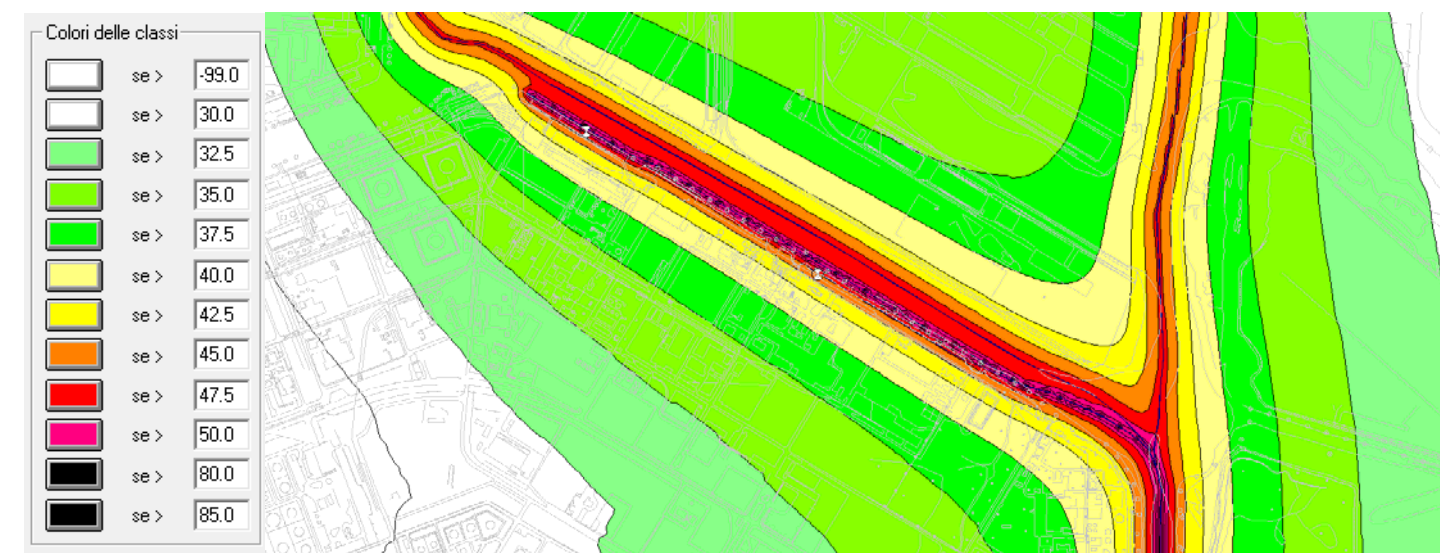 Colori delle classi
se > -99.0
se > 30.0
se > 32.5
se > 35.0
se > 37.5
se > 40.0
se > 42.5
se > 45.0
se > 47.5
se > 50.0
se > 80.0
se > 85.0